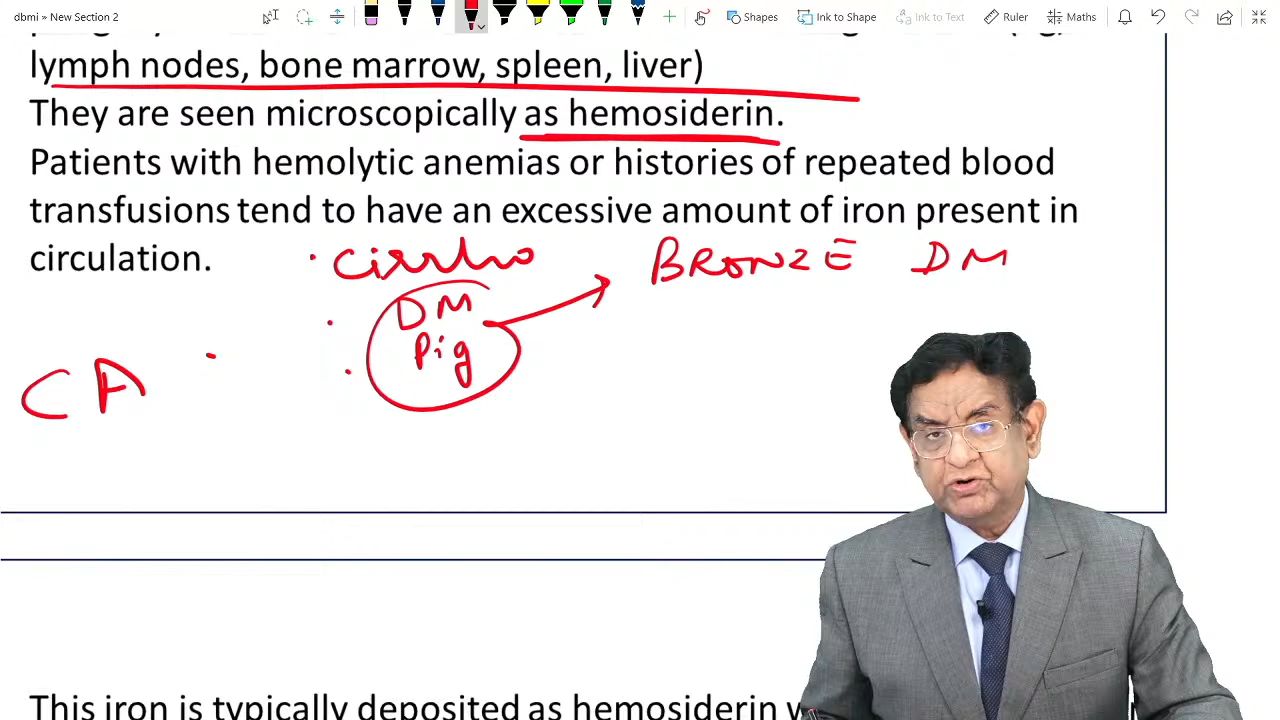 dbmi » New Section 2
Shapes
Ink to Shape
Ink to Text
Ruler
Maths
lymph nodes, bone marrow, spleen, liver)
They are seen microscopically as hemosiderin.
Patients with hemolytic anemias or histories of repeated blood
transfusions tend to have an excessive amount of iron present in
circulation.
Cirrho
BRONZE DM
DM
Pig
CA
This iron is typically deposited as hemosiderin